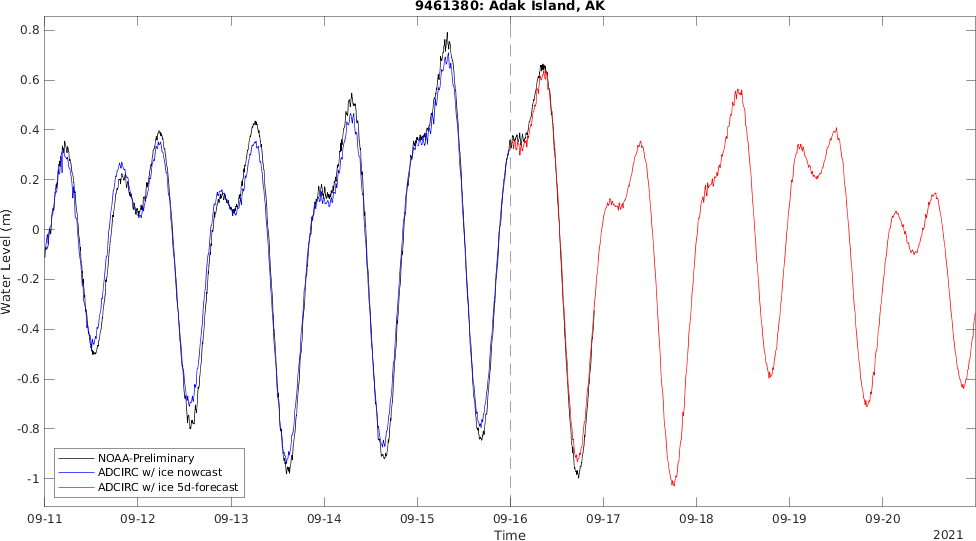 9461380: Adak Island, AK
0.8
0.6
0.4
0.2
0
-0.2
-0.4
-0.6
-0.8
-1
Water Level (m)
NOAA-Preliminary
ADCIRC w/ ice nowcast
ADCIRC w/ ice 5d-forecast
09-11 09-12 09-13 09-14 09-15 09-16 09-17 09-18 09-19 09-20
Time
2021